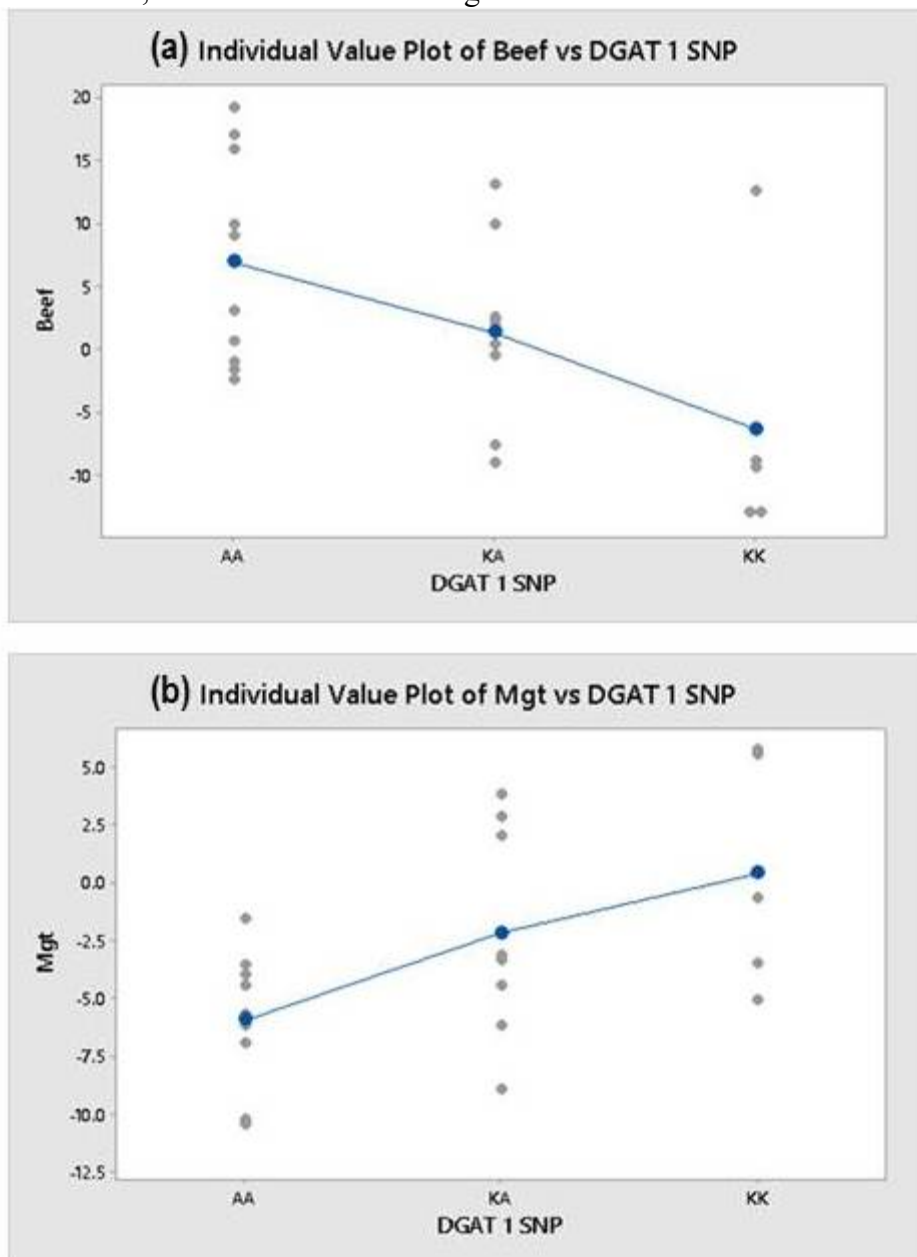 (a) Individual Value Plot of Beef vs DGAT 1 SNP
20
15
10
5
0
-5
-10
Beef
AA KA KK
DGAT 1 SNP
(b) Individual Value Plot of Mgt vs DGAT 1 SNP
5.0
2.5
0.0
-2.5
-5.0
-7.5
-10.0
-12.5
Mgt
AA KA KK
DGAT 1 SNP